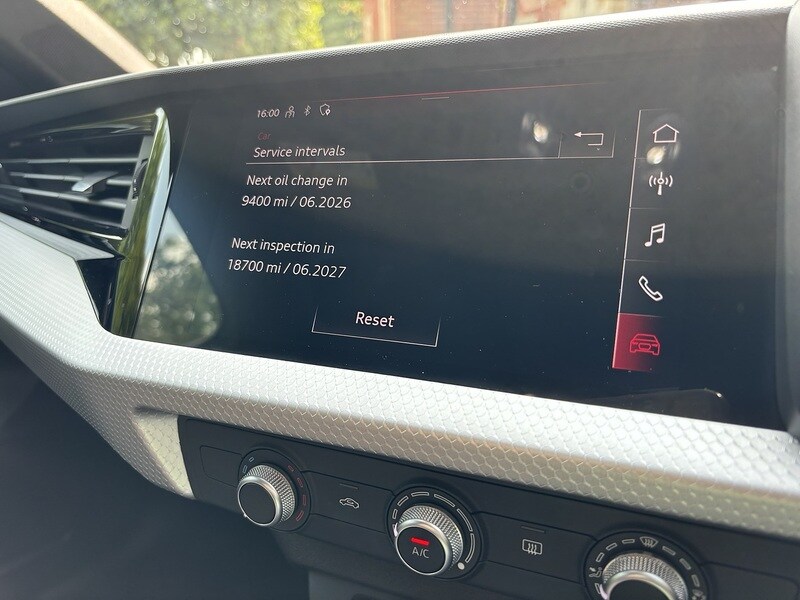 16:00
Car
Service intervals
Next oil change in
9400 mi / 06.2026
Next inspection in
18700 mi / 06.2027
Reset
A/C